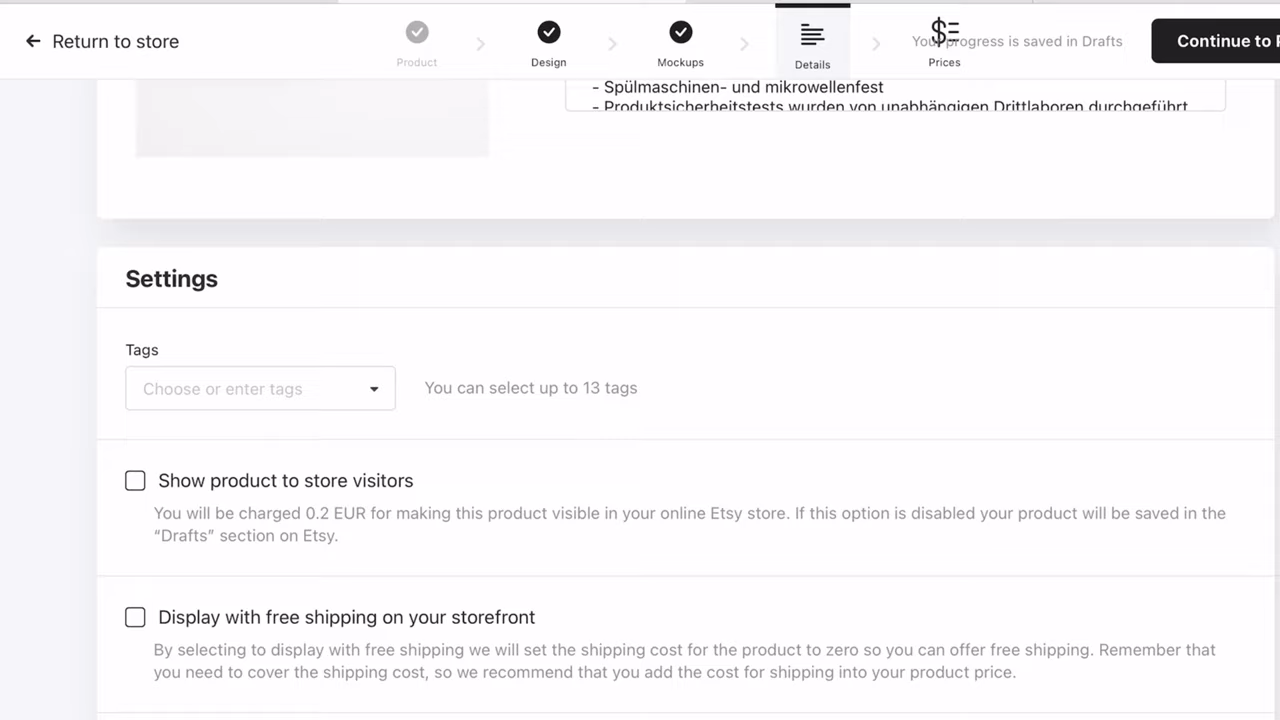 Return to store
Product
Design
Mockups
Details
Prices
Your progress is saved in Drafts
Continue to
- Spülmaschinen- und mikrowellenfest
- Produktsicherheitstests wurden von unabhängigen Drittlaboren durchgeführt
Settings
Tags
Choose or enter tags
You can select up to 13 tags
Show product to store visitors
You will be charged 0.2 EUR for making this product visible in your online Etsy store. If this option is disabled your product will be saved in the
“Drafts” section on Etsy.
Display with free shipping on your storefront
By selecting to display with free shipping we will set the shipping cost for the product to zero so you can offer free shipping. Remember that
you need to cover the shipping cost, so we recommend that you add the cost for shipping into your product price.